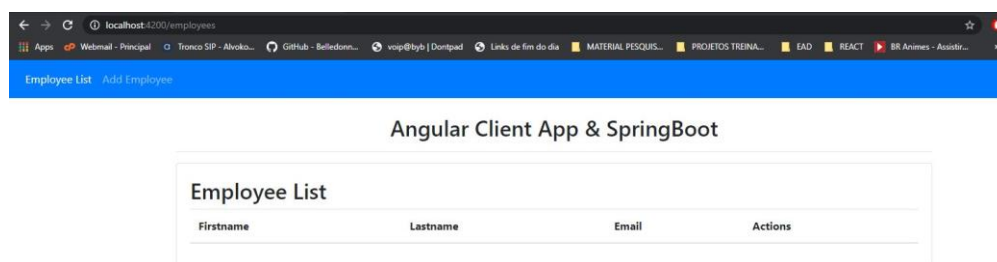 localhost:4200/employees
Apps Webmail - Principal Tronco SIP - Alvoko... GitHub - Belledonn... voip@byb | Dontpad Links de fim do dia MATERIAL PESQUIS... PROJETOS TREINA... EAD REACT BR Animes - Assistir...
Employee List Add Employee
Angular Client App & SpringBoot
Employee List
Firstname Lastname Email Actions